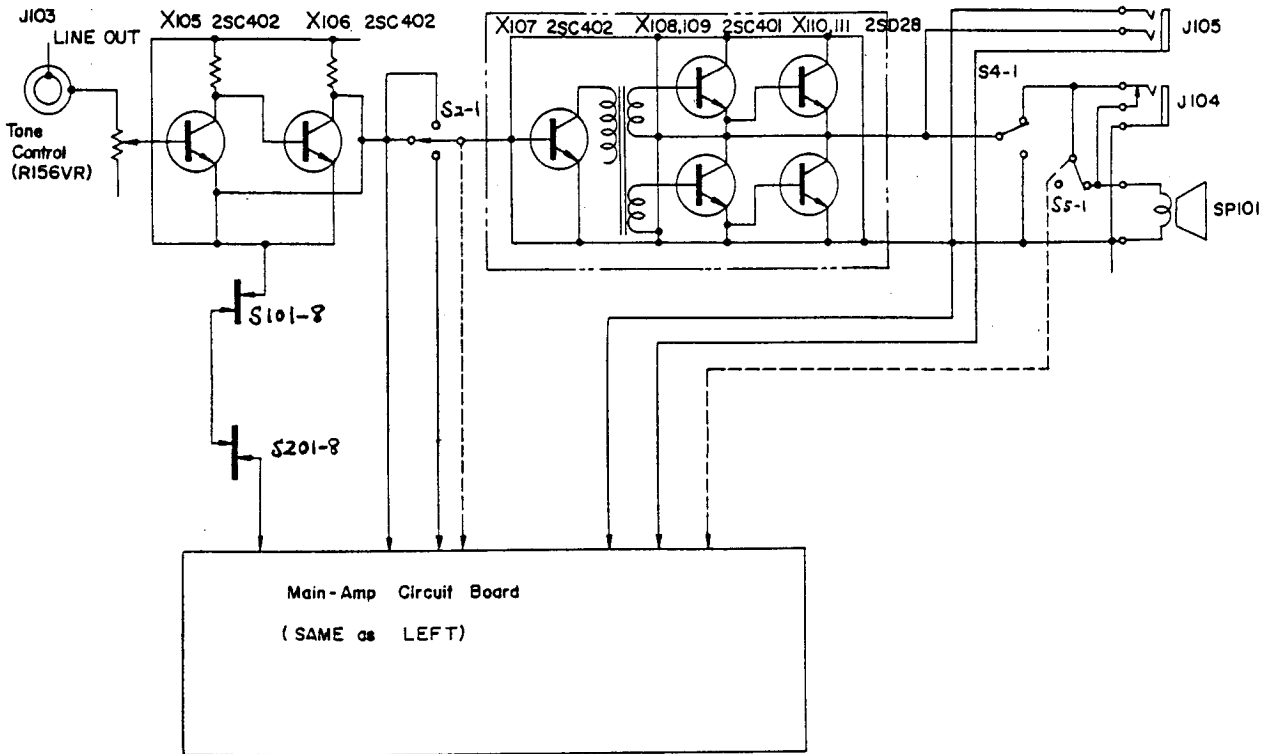 J103
LINE OUT
Tone
Control
(R156VR)
X105 2SC402
X106 2SC402
S2-1
X107 2SC402
X108,109 2SC401
X110,111 2SD28
S4-1
J105
J104
S5-1
SP101
S101-8
S201-8
Main-Amp Circuit Board
(SAME as LEFT)